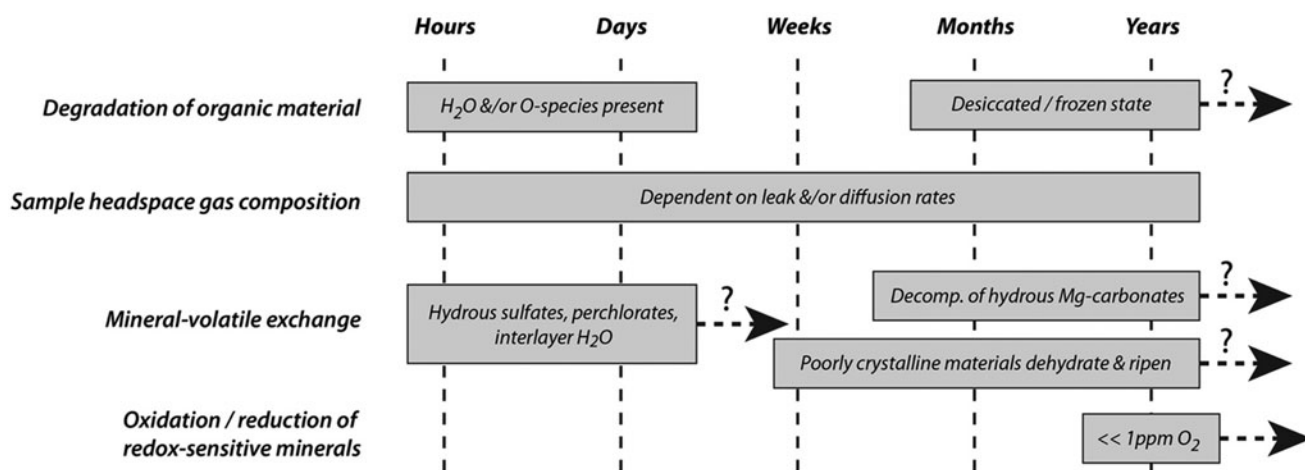 Hours Days Weeks Months Years
Degradation of organic material
H₂O &/or O-species present
Desiccated / frozen state
?
Sample headspace gas composition
Dependent on leak &/or diffusion rates
Mineral-volatile exchange
Hydrous sulfates, perchlorates,
interlayer H₂O
?
Decomp. of hydrous Mg-carbonates
?
Poorly crystalline materials dehydrate & ripen
?
Oxidation / reduction of
redox-sensitive minerals
<< 1ppm O₂